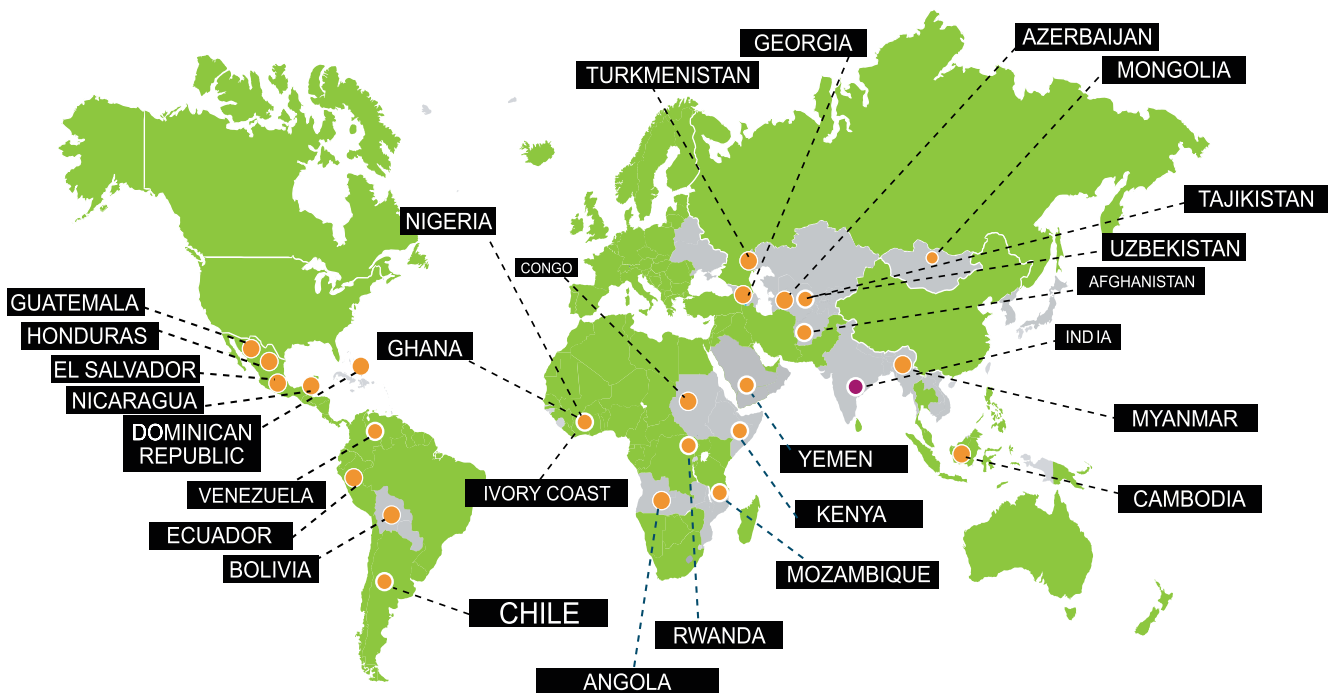 GEORGIA
AZERBAIJAN
TURKMENISTAN
MONGOLIA
TAJIKISTAN
NIGERIA
UZBEKISTAN
CONGO
AFGHANISTAN
GUATEMALA
HONDURAS
INDIA
GHANA
EL SALVADOR
NICARAGUA
MYANMAR
DOMINICAN
REPUBLIC
YEMEN
VENEZUELA
IVORY COAST
CAMBODIA
KENYA
ECUADOR
BOLIVIA
MOZAMBIQUE
CHILE
RWANDA
ANGOLA